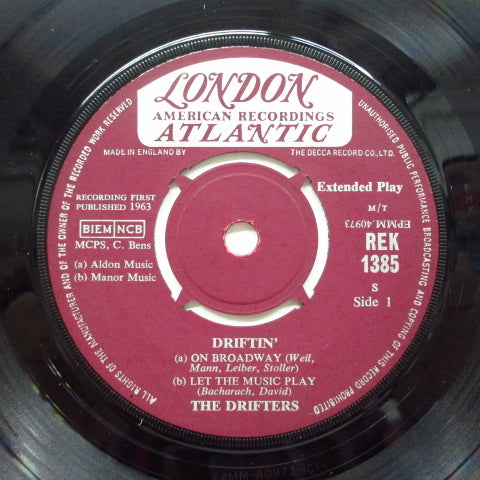 LONDON
AMERICAN RECORDINGS
ATLANTIC
MADE IN ENGLAND BY THE DECCA RECORD CO., LTD.
ALL RIGHTS OF THE MANUFACTURER AND OF THE OWNER OF THE RECORDED WORK RESERVED
UNAUTHORISED PUBLIC PERFORMANCE BROADCASTING AND COPYING OF THIS RECORD PROHIBITED
RECORDING FIRST
PUBLISHED 1963
BIEM NCB
MCPS, C. Bens
(a) Aldon Music
(b) Manor Music
Extended Play
M/T
EPMM.40973
REK
1385
S
Side 1
DRIFTIN'
(a) ON BROADWAY (Weil,
Mann, Leiber, Stoller)
(b) LET THE MUSIC PLAY
(Bacharach, David)
THE DRIFTERS